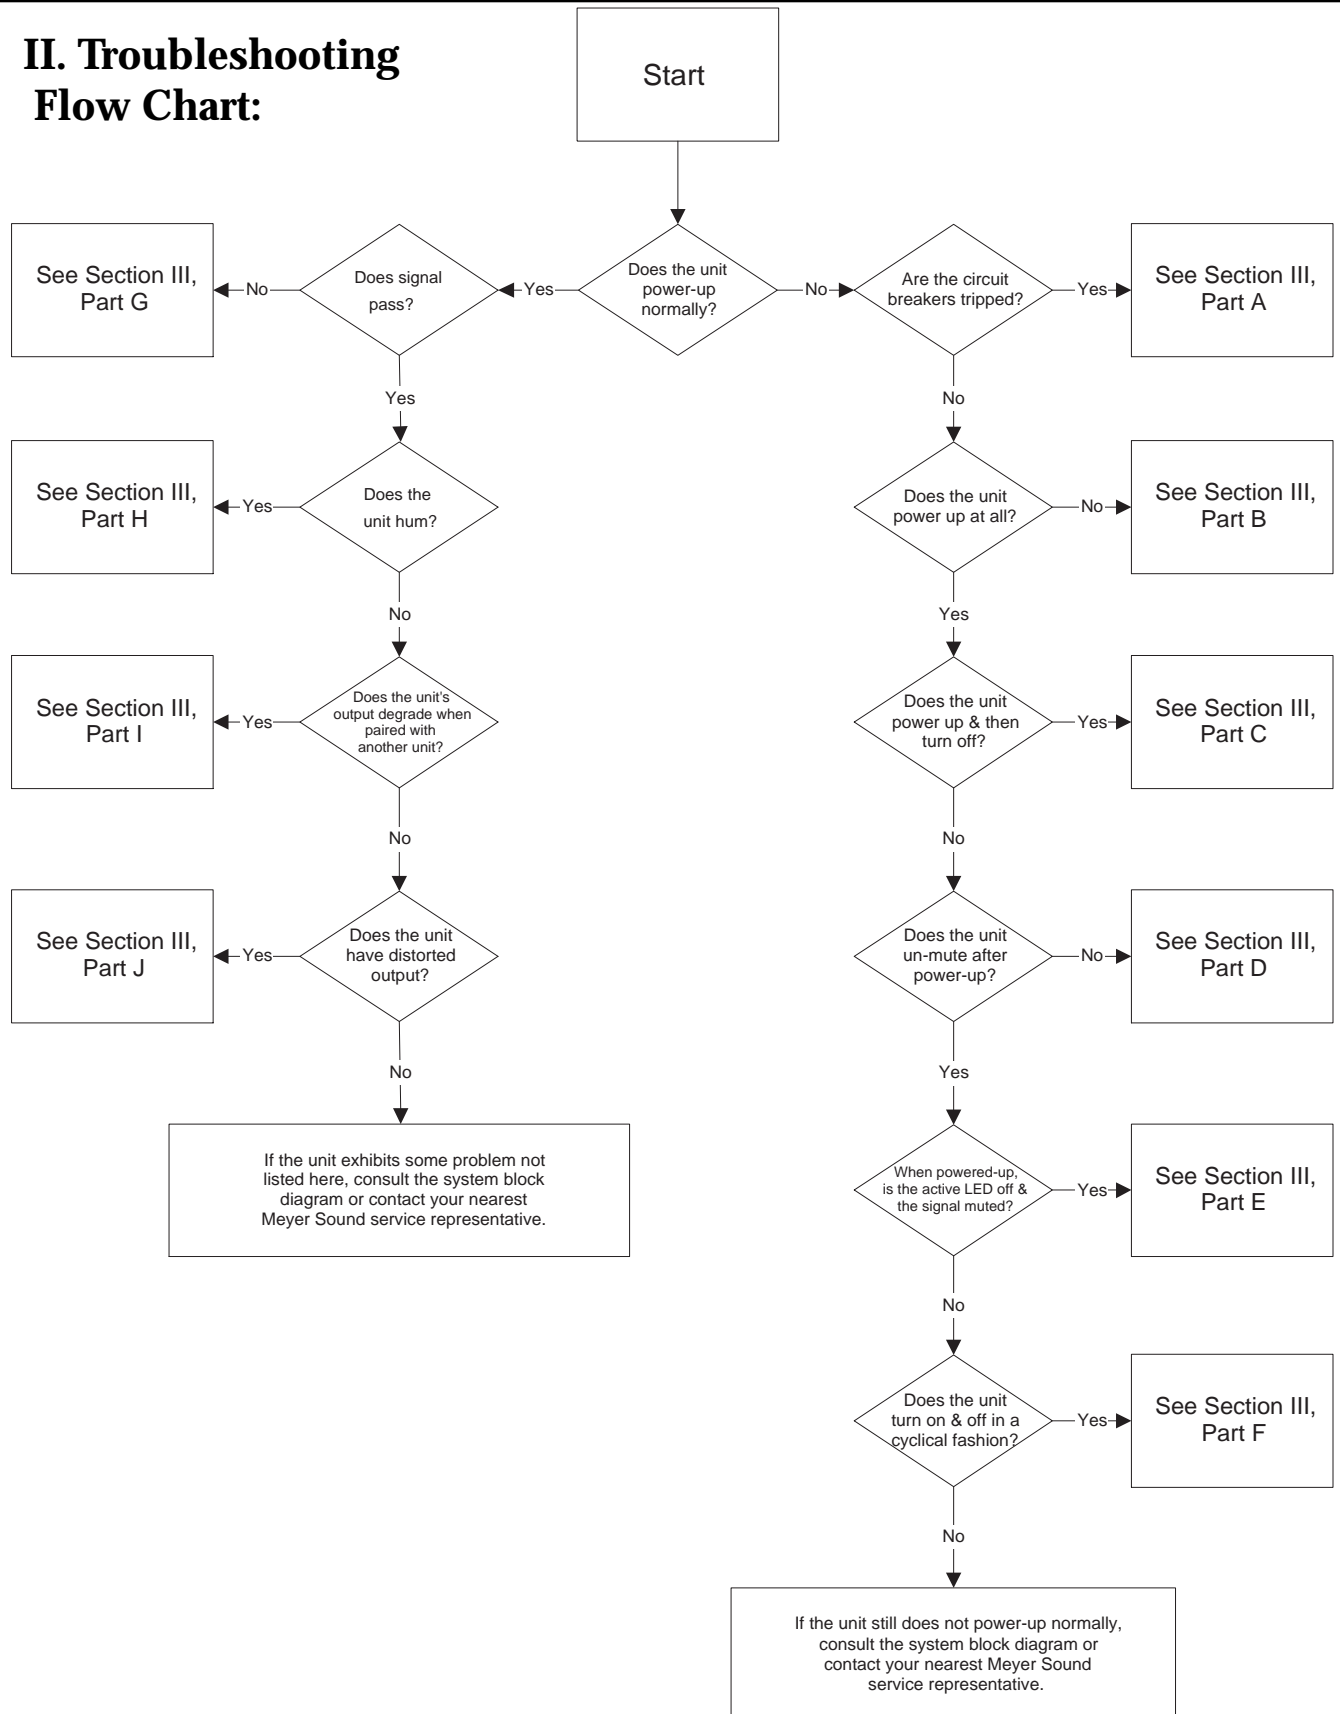 II. Troubleshooting
Flow Chart:
Start
See Section III,
Part G
No
Does signal
pass?
Yes
Does the unit
power-up
normally?
No
Are the circuit
breakers tripped?
Yes
See Section III,
Part A
Yes
No
See Section III,
Part H
Yes
Does the
unit hum?
Does the unit
power up at all?
No
See Section III,
Part B
No
Yes
See Section III,
Part I
Yes
Does the unit's
output degrade when
paired with
another unit?
Does the unit
power up & then
turn off?
Yes
See Section III,
Part C
No
No
See Section III,
Part J
Yes
Does the unit
have distorted
output?
Does the unit
un-mute after
power-up?
No
See Section III,
Part D
No
Yes
If the unit exhibits some problem not
listed here, consult the system block
diagram or contact your nearest
Meyer Sound service representative.
When powered-up,
is the active LED off &
the signal muted?
Yes
See Section III,
Part E
No
Does the unit
turn on & off in a
cyclical fashion?
Yes
See Section III,
Part F
No
If the unit still does not power-up normally,
consult the system block diagram or
contact your nearest Meyer Sound
service representative.